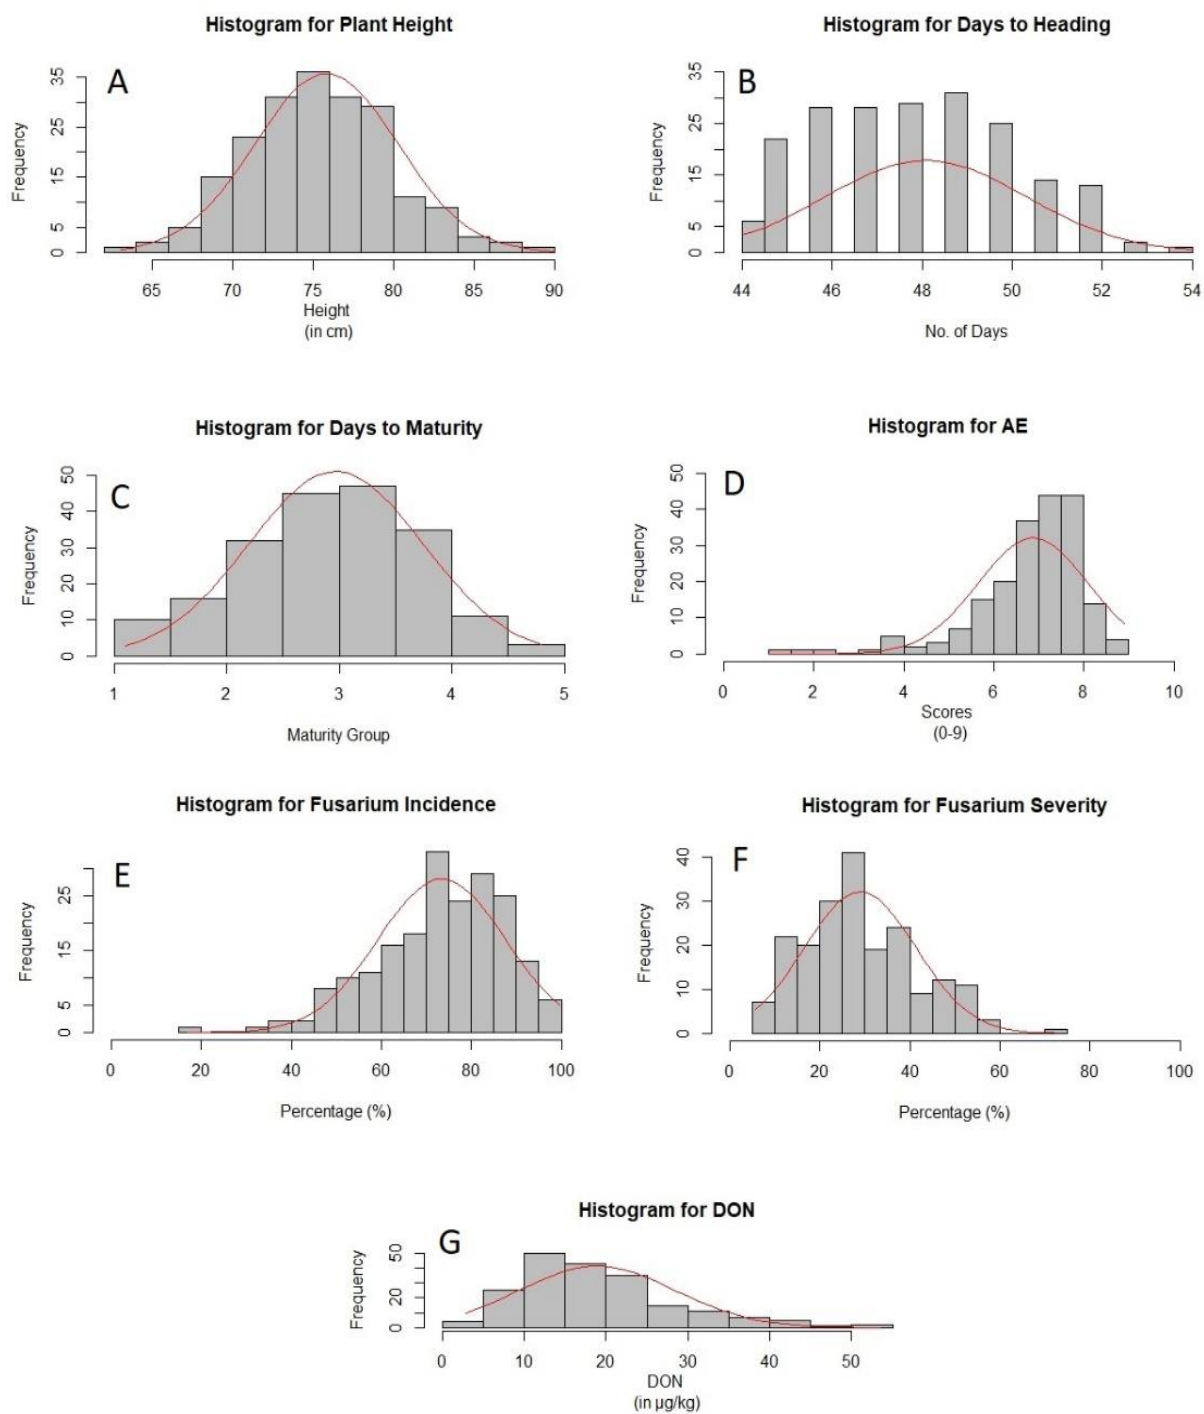 Histogram for Plant Height
A
Frequency
5 15 25 35
0
65 70 75 80 85 90
Height
(in cm)
Histogram for Days to Heading
B
Frequency
0 5 15 25 35
44 46 48 50 52 54
No. of Days
Histogram for Days to Maturity
C
Frequency
0 10 20 30 40 50
1 2 3 4 5
Maturity Group
Histogram for AE
D
Frequency
0 10 20 30 40 50
0 2 4 6 8 10
Scores
(0-9)
Histogram for Fusarium Incidence
E
Frequency
0 5 15 25
0 20 40 60 80 100
Percentage (%)
Histogram for Fusarium Severity
F
Frequency
0 10 20 30 40
0 20 40 60 80 100
Percentage (%)
Histogram for DON
G
Frequency
0 20 50
0 10 20 30 40 50
DON
(in µg/kg)